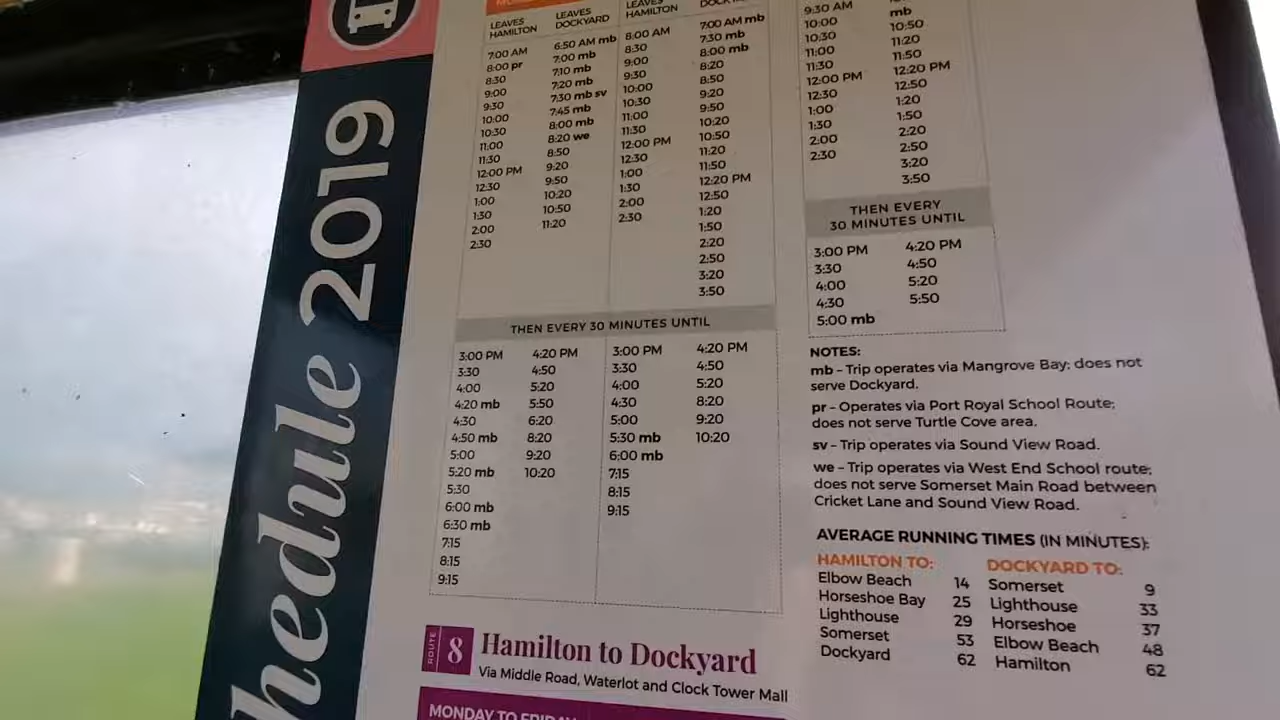 hedule 2019
LEAVES HAMILTON
7:00 AM
8:00 pr
8:30
9:00
9:30
10:00
10:30
11:00
11:30
12:00 PM
12:30
1:00
1:30
2:00
2:30
LEAVES DOCKYARD
6:50 AM mb
7:00 mb
7:10 mb
7:20 mb
7:30 mb sv
7:45 mb
8:00 mb
8:20 we
8:50
9:20
9:50
10:20
10:50
11:20
LEAVES
HAMILTON
8:00 AM
8:30
9:00
9:30
10:00
10:30
11:00
11:30
12:00 PM
12:30
1:00
1:30
2:00
2:30
7:00 AM mb
7:30 mb
8:00 mb
8:20
8:50
9:20
9:50
10:20
10:50
11:20
11:50
12:20 PM
12:50
1:20
1:50
2:20
2:50
3:20
3:50
THEN EVERY 30 MINUTES UNTIL
3:00 PM
3:30
4:00
4:20 mb
4:30
4:50 mb
5:00
5:20 mb
5:30
6:00 mb
6:30 mb
7:15
8:15
9:15
4:20 PM
4:50
5:20
5:50
6:20
8:20
9:20
10:20
3:00 PM
3:30
4:00
4:30
5:00
5:30 mb
6:00 mb
7:15
8:15
9:15
4:20 PM
4:50
5:20
8:20
9:20
10:20
9:30 AM
10:00
10:30
11:00
11:30
12:00 PM
12:30
1:00
1:30
2:00
2:30
mb
10:50
11:20
11:50
12:20 PM
12:50
1:20
1:50
2:20
2:50
3:20
3:50
THEN EVERY
30 MINUTES UNTIL
3:00 PM
3:30
4:00
4:30
5:00 mb
4:20 PM
4:50
5:20
5:50
NOTES:
mb – Trip operates via Mangrove Bay; does not
serve Dockyard.
pr – Operates via Port Royal School Route;
does not serve Turtle Cove area.
sv – Trip operates via Sound View Road.
we – Trip operates via West End School route;
does not serve Somerset Main Road between
Cricket Lane and Sound View Road.
AVERAGE RUNNING TIMES (IN MINUTES):
HAMILTON TO:
Elbow Beach 14
Horseshoe Bay 25
Lighthouse 29
Somerset 53
Dockyard 62
DOCKYARD TO:
Somerset 9
Lighthouse 33
Horseshoe 37
Elbow Beach 48
Hamilton 62
ROUTE 8 Hamilton to Dockyard
Via Middle Road, Waterlot and Clock Tower Mall
MONDAY TO FRIDAY